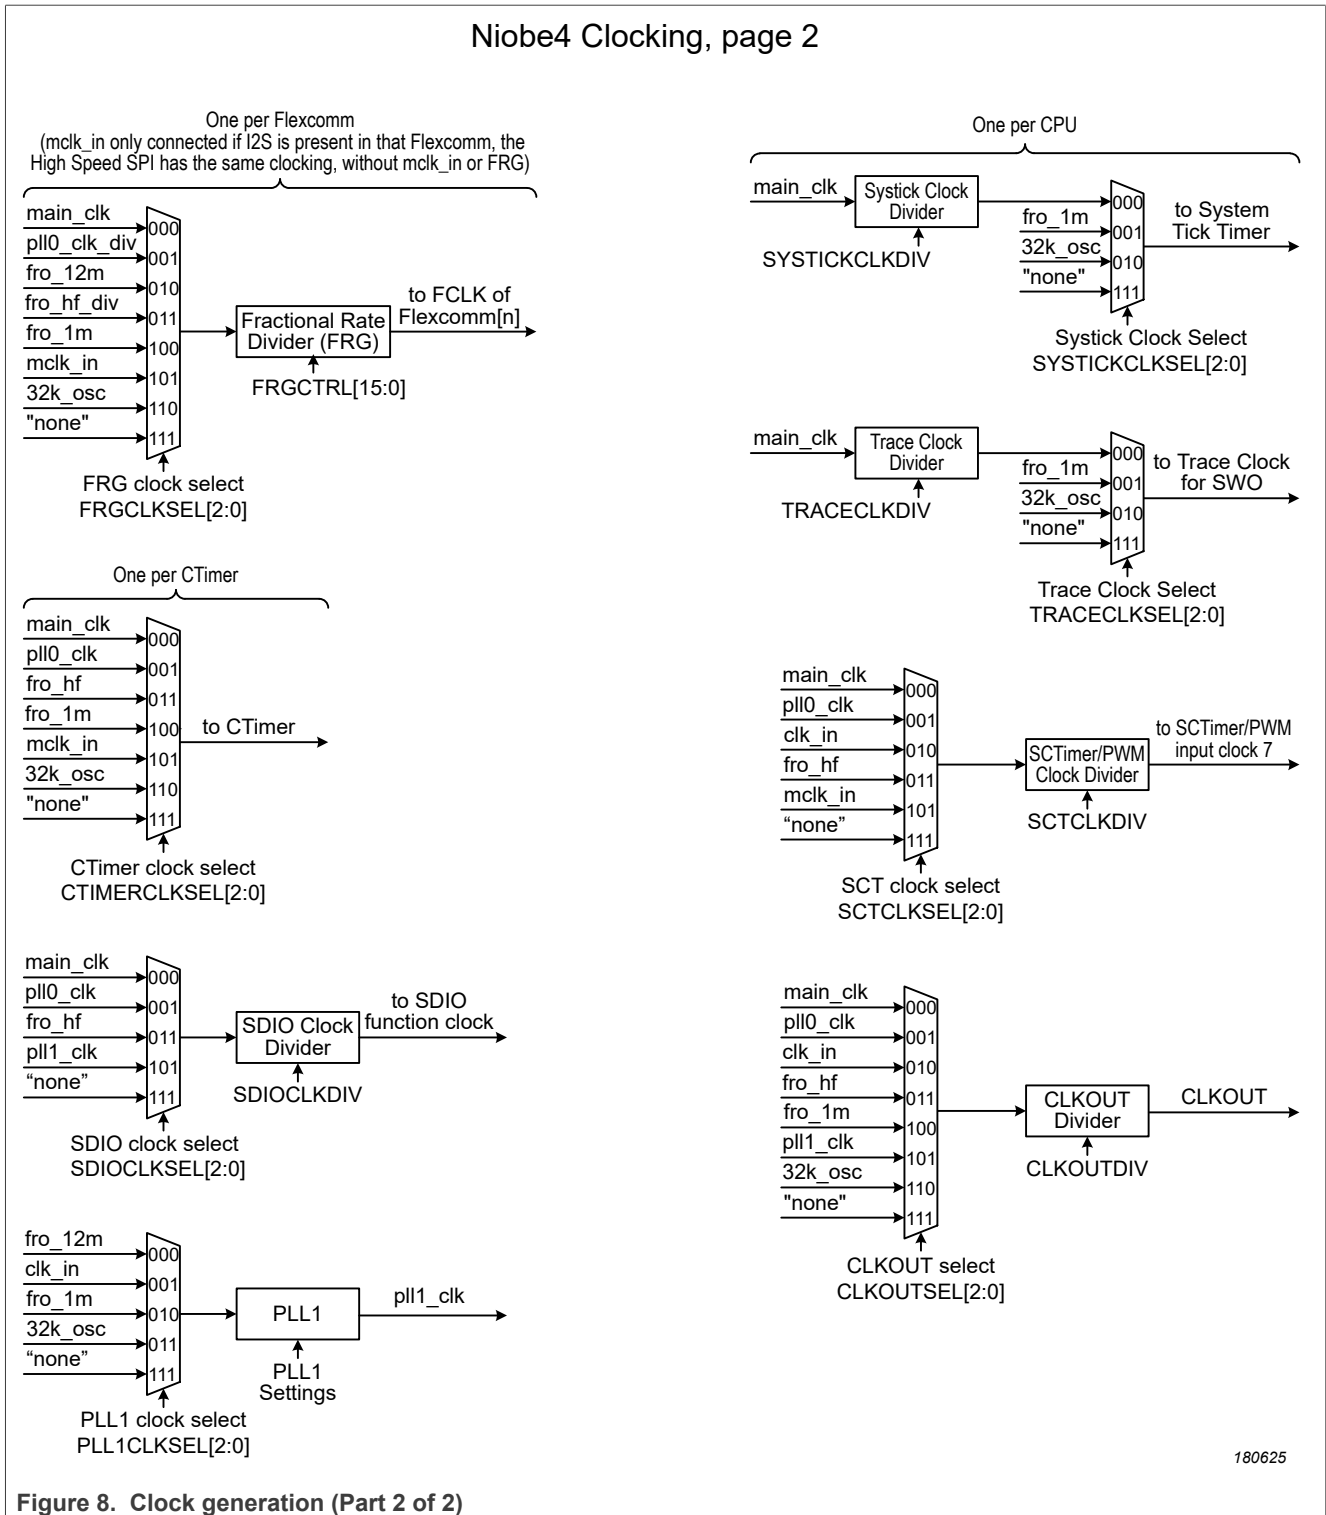 Niobe4 Clocking, page 2
One per Flexcomm
(mclk_in only connected if I2S is present in that Flexcomm, the
High Speed SPI has the same clocking, without mclk_in or FRG)
main_clk
000
pll0_clk_div
001
fro_12m
010
fro_hf_div
011
fro_1m
100
mclk_in
101
32k_osc
110
"none"
111
Fractional Rate
Divider (FRG)
to FCLK of
Flexcomm[n]
FRGCTRL[15:0]
FRG clock select
FRGCLKSEL[2:0]
One per CTimer
main_clk
000
pll0_clk
001
fro_hf
011
fro_1m
100
mclk_in
101
32k_osc
110
"none"
111
to CTimer
CTimer clock select
CTIMERCLKSEL[2:0]
main_clk
000
pll0_clk
001
fro_hf
011
pll1_clk
101
“none”
111
SDIO Clock
Divider
to SDIO
function clock
SDIOCLKDIV
SDIO clock select
SDIOCLKSEL[2:0]
fro_12m
000
clk_in
001
fro_1m
010
32k_osc
011
“none”
111
PLL1
pll1_clk
PLL1
Settings
PLL1 clock select
PLL1CLKSEL[2:0]
One per CPU
main_clk
Systick Clock
Divider
SYSTICKCLKDIV
000
fro_1m
001
32k_osc
010
"none"
111
to System
Tick Timer
Systick Clock Select
SYSTICKCLKSEL[2:0]
main_clk
Trace Clock
Divider
TRACECLKDIV
000
fro_1m
001
32k_osc
010
"none"
111
to Trace Clock
for SWO
Trace Clock Select
TRACECLKSEL[2:0]
main_clk
000
pll0_clk
001
clk_in
010
fro_hf
011
mclk_in
101
“none”
111
SCTimer/PWM
Clock Divider
to SCTimer/PWM
input clock 7
SCTCLKDIV
SCT clock select
SCTCLKSEL[2:0]
main_clk
000
pll0_clk
001
clk_in
010
fro_hf
011
fro_1m
100
pll1_clk
101
32k_osc
110
"none"
111
CLKOUT
Divider
CLKOUT
CLKOUTDIV
CLKOUT select
CLKOUTSEL[2:0]
180625
Figure 8. Clock generation (Part 2 of 2)